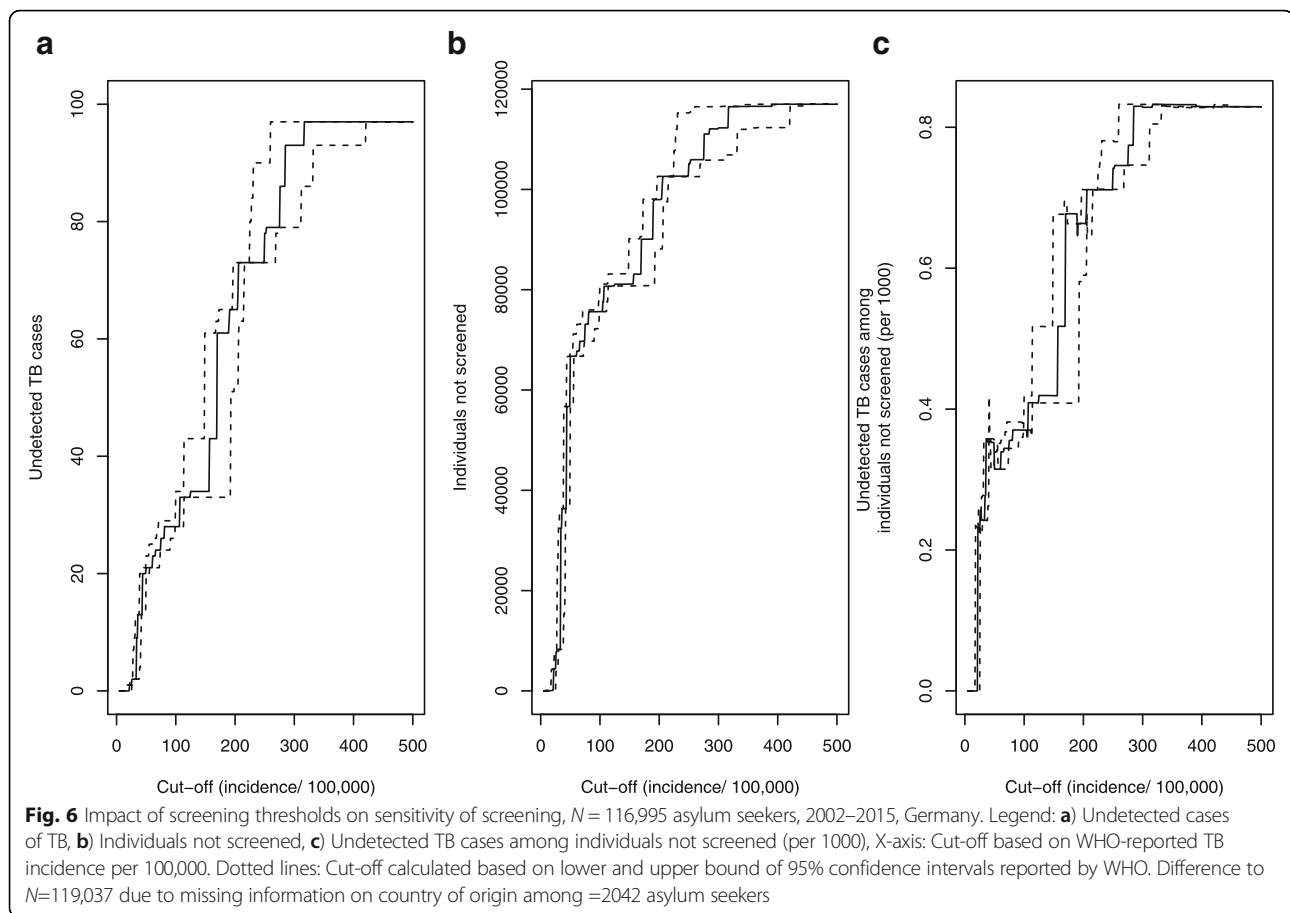 a
b
c
Undetected TB cases
0
20
40
60
80
100
0
100
200
300
400
500
Cut−off (incidence/ 100,000)
Individuals not screened
0
20000
40000
60000
80000
100000
120000
0
100
200
300
400
500
Cut−off (incidence/ 100,000)
Undetected TB cases among
individuals not screened (per 1000)
0.0
0.2
0.4
0.6
0.8
0
100
200
300
400
500
Cut−off (incidence/ 100,000)
Fig. 6 Impact of screening thresholds on sensitivity of screening, N = 116,995 asylum seekers, 2002–2015, Germany. Legend: a) Undetected cases
of TB, b) Individuals not screened, c) Undetected TB cases among individuals not screened (per 1000), X-axis: Cut-off based on WHO-reported TB
incidence per 100,000. Dotted lines: Cut-off calculated based on lower and upper bound of 95% confidence intervals reported by WHO. Difference to
N=119,037 due to missing information on country of origin among =2042 asylum seekers